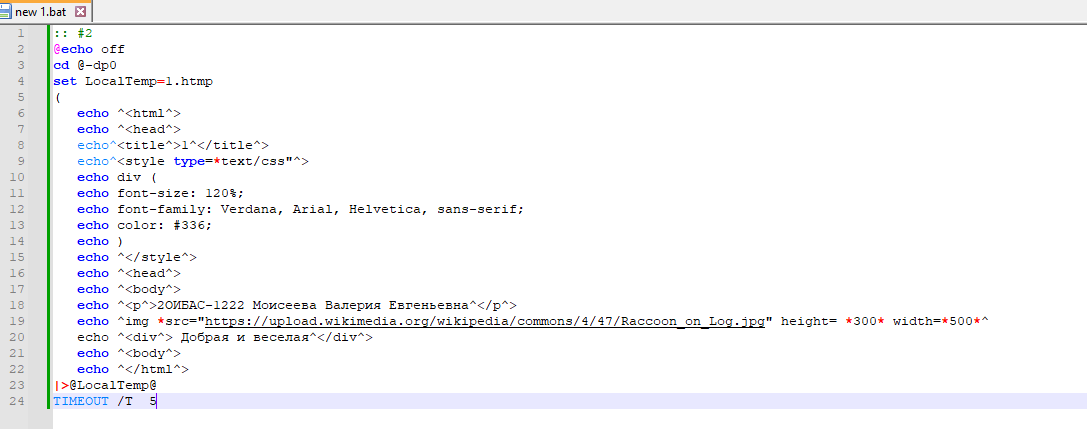 new 1.bat
1 :: #2
2 @echo off
3 cd @-dp0
4 set LocalTemp=1.htmp
5 (
6 echo ^<html^>
7 echo ^<head^>
8 echo^<title^>1^</title^>
9 echo^<style type=*text/css"^>
10 echo div (
11 echo font-size: 120%;
12 echo font-family: Verdana, Arial, Helvetica, sans-serif;
13 echo color: #336;
14 echo )
15 echo ^</style^>
16 echo ^<head^>
17 echo ^<body^>
18 echo ^<p^>2ОИБАС-1222 Моисеева Валерия Евгеньевна^</p^>
19 echo ^img *src="https://upload.wikimedia.org/wikipedia/commons/4/47/Raccoon_on_Log.jpg" height= *300* width=*500*^
20 echo ^<div^> Добрая и веселая^</div^>
21 echo ^<body^>
22 echo ^</html^>
23 |>@LocalTemp@
24 TIMEOUT /T  5